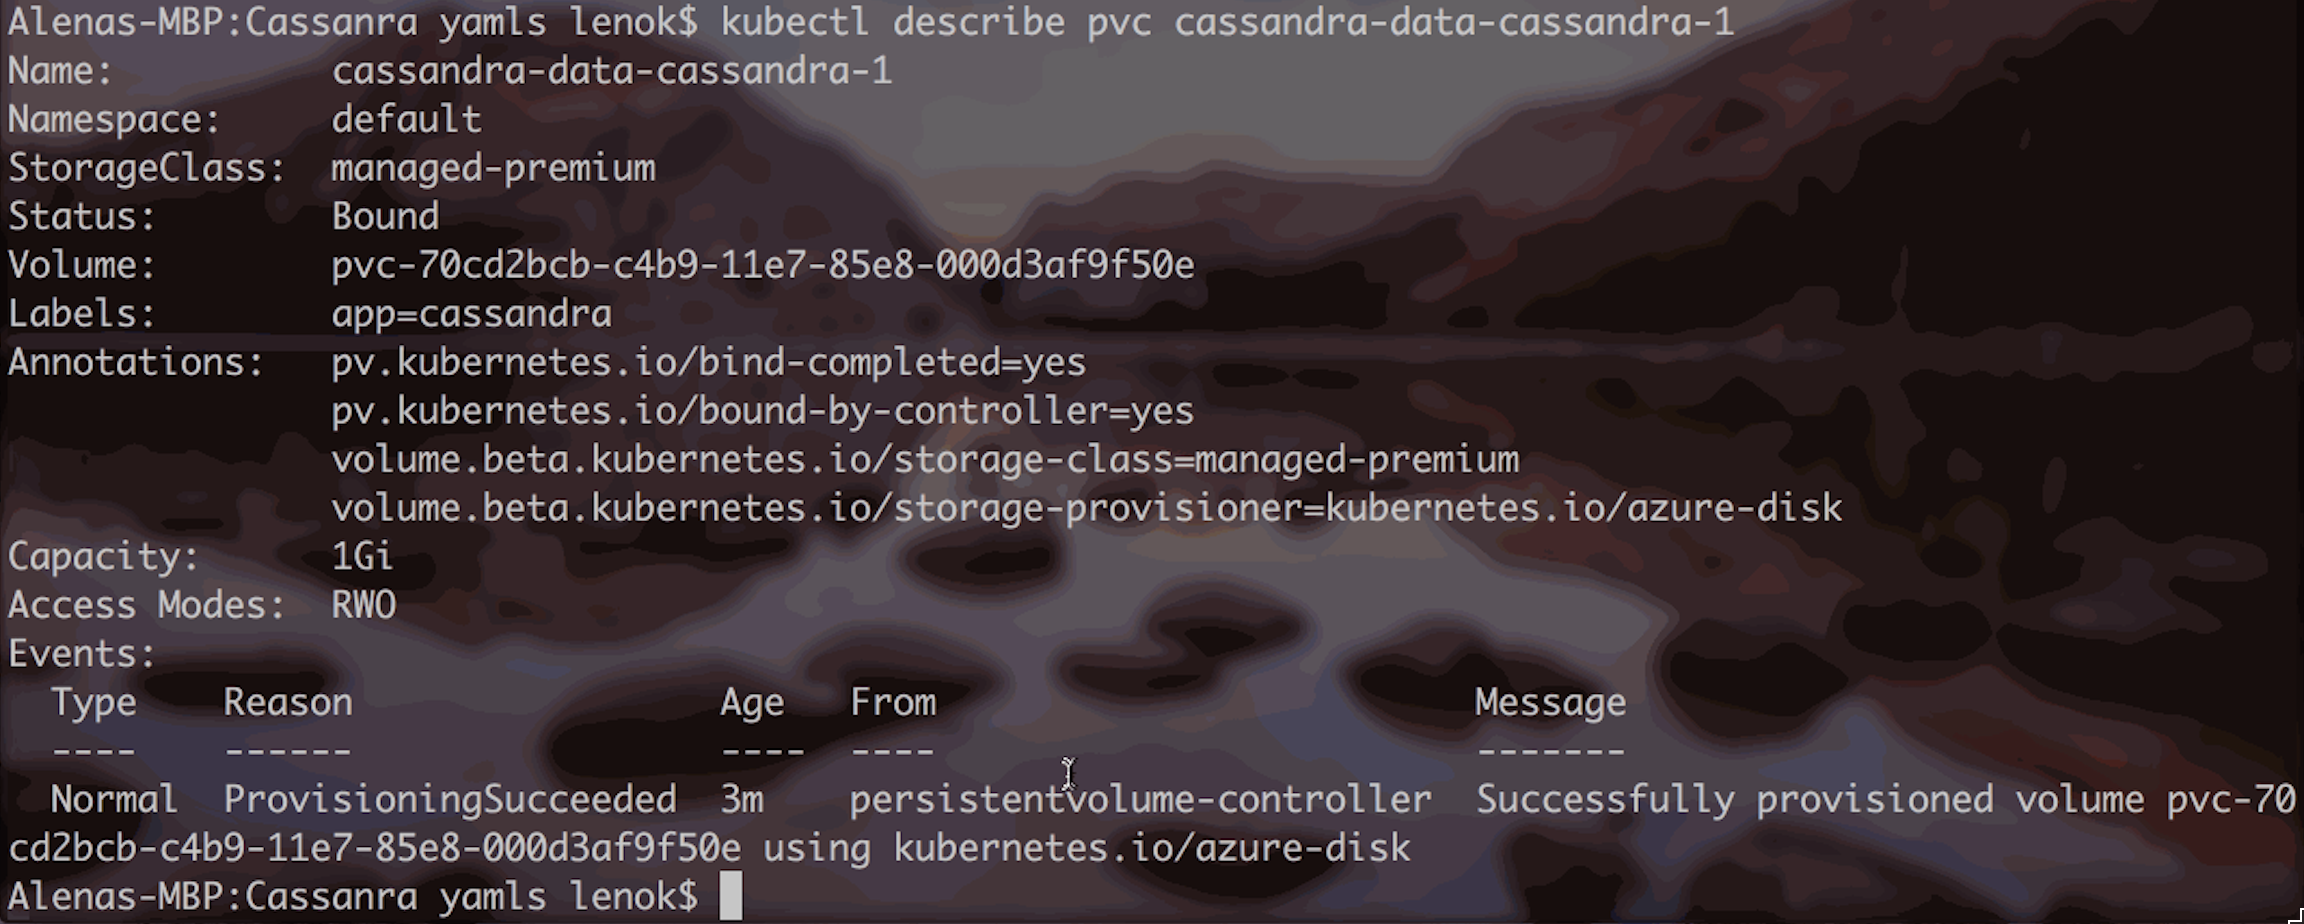 Alenas-MBP:Cassanra yamls lenok$ kubectl describe pvc cassandra-data-cassandra-1
Name:          cassandra-data-cassandra-1
Namespace:     default
StorageClass:  managed-premium
Status:        Bound
Volume:        pvc-70cd2bcb-c4b9-11e7-85e8-000d3af9f50e
Labels:        app=cassandra
Annotations:   pv.kubernetes.io/bind-completed=yes
               pv.kubernetes.io/bound-by-controller=yes
               volume.beta.kubernetes.io/storage-class=managed-premium
               volume.beta.kubernetes.io/storage-provisioner=kubernetes.io/azure-disk
Capacity:      1Gi
Access Modes:  RWO
Events:
  Type    Reason                 Age   From                         Message
  ----    ------                 ----  ----                         -------
  Normal  ProvisioningSucceeded  3m    persistentvolume-controller  Successfully provisioned volume pvc-70
cd2bcb-c4b9-11e7-85e8-000d3af9f50e using kubernetes.io/azure-disk
Alenas-MBP:Cassanra yamls lenok$